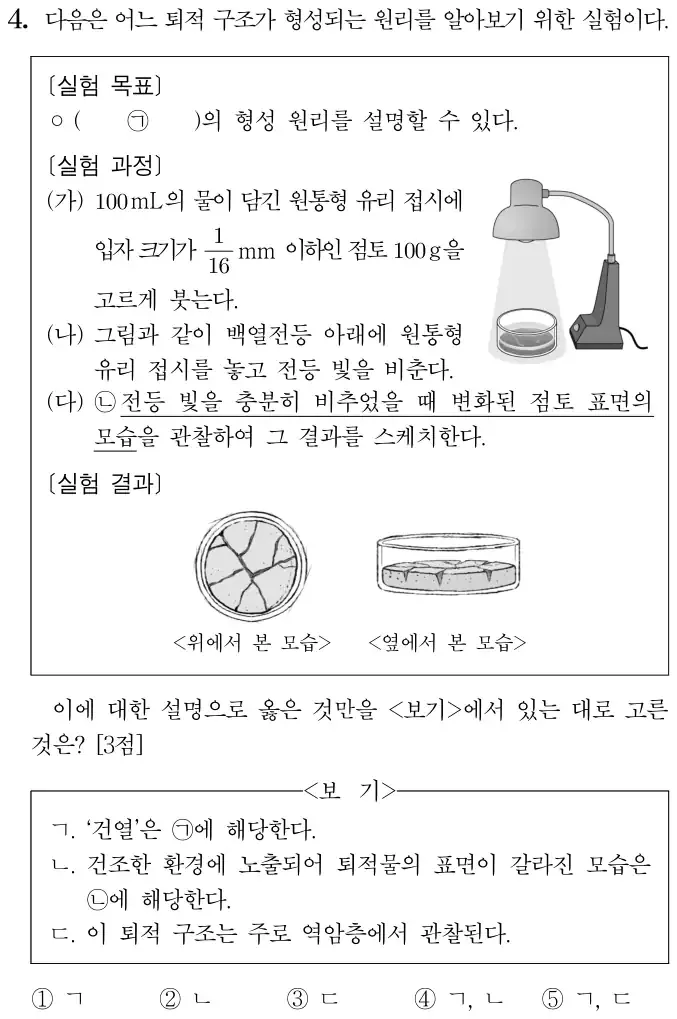 4. 다음은 어느 퇴적 구조가 형성되는 원리를 알아보기 위한 실험이다.
[실험 목표]
○ ( ㉠ )의 형성 원리를 설명할 수 있다.
[실험 과정]
(가) 100mL의 물이 담긴 원통형 유리 접시에
입자 크기가 1/16 mm 이하인 점토 100g을
고르게 붓는다.
(나) 그림과 같이 백열전등 아래에 원통형
유리 접시를 놓고 전등 빛을 비춘다.
(다) ㉡전등 빛을 충분히 비추었을 때 변화된 점토 표면의
모습을 관찰하여 그 결과를 스케치한다.
[실험 결과]
<위에서 본 모습> <옆에서 본 모습>
이에 대한 설명으로 옳은 것만을 <보기>에서 있는 대로 고른
것은? [3점]
<보 기>
ㄱ. ‘건열’은 ㉠에 해당한다.
ㄴ. 건조한 환경에 노출되어 퇴적물의 표면이 갈라진 모습은
㉡에 해당한다.
ㄷ. 이 퇴적 구조는 주로 역암층에서 관찰된다.
① ㄱ ② ㄴ ③ ㄷ ④ ㄱ, ㄴ ⑤ ㄱ, ㄷ